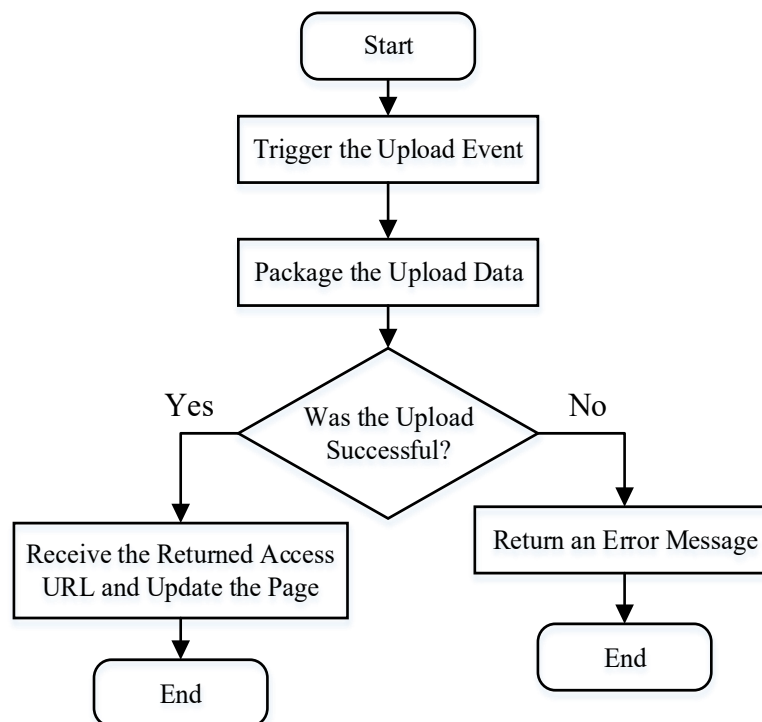 Start
Trigger the Upload Event
Package the Upload Data
Yes
No
Was the Upload
Successful?
Receive the Returned Access
URL and Update the Page
Return an Error Message
End
End